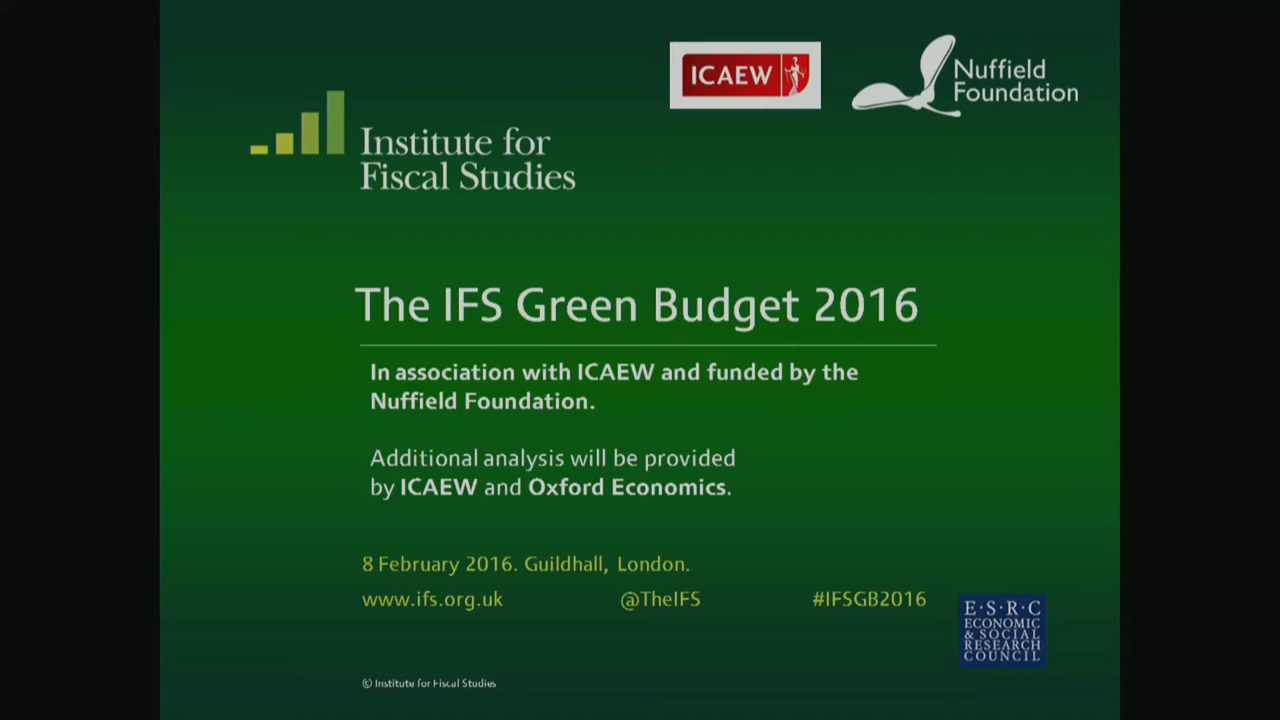 ICAEW
Nuffield
Foundation
Institute for
Fiscal Studies
The IFS Green Budget 2016
In association with ICAEW and funded by the
Nuffield Foundation.
Additional analysis will be provided
by ICAEW and Oxford Economics.
8 February 2016. Guildhall, London.
www.ifs.org.uk @TheIFS #IFSGB2016
E·S·R·C
ECONOMIC
& SOCIAL
RESEARCH
COUNCIL
© Institute for Fiscal Studies